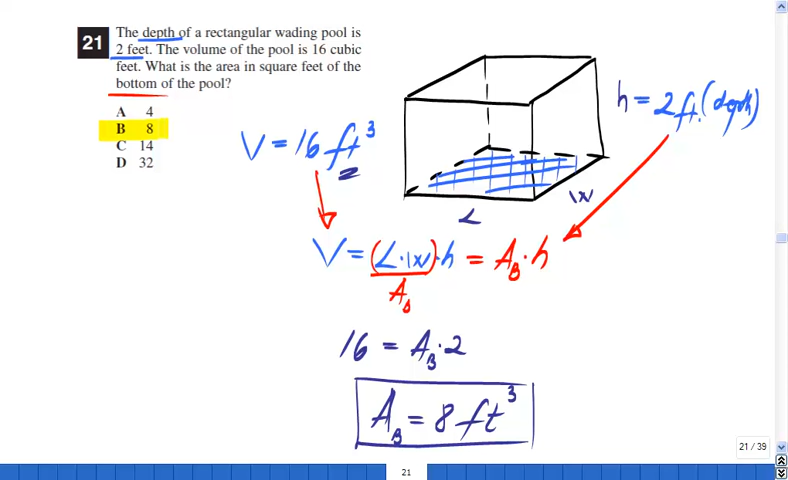 21
The depth of a rectangular wading pool is
2 feet. The volume of the pool is 16 cubic
feet. What is the area in square feet of the
bottom of the pool?
A 4
B 8
C 14
D 32
h = 2 ft. (depth)
V = 16 ft³
W
L
V = (L · W) · h = A_B · h
A_B
16 = A_B · 2
A_B = 8 ft³
21 / 39
21